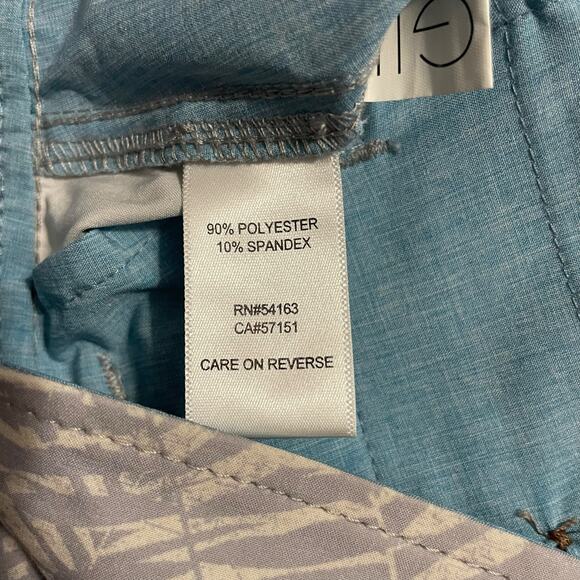 90% POLYESTER
10% SPANDEX
RN#54163
CA#57151
CARE ON REVERSE